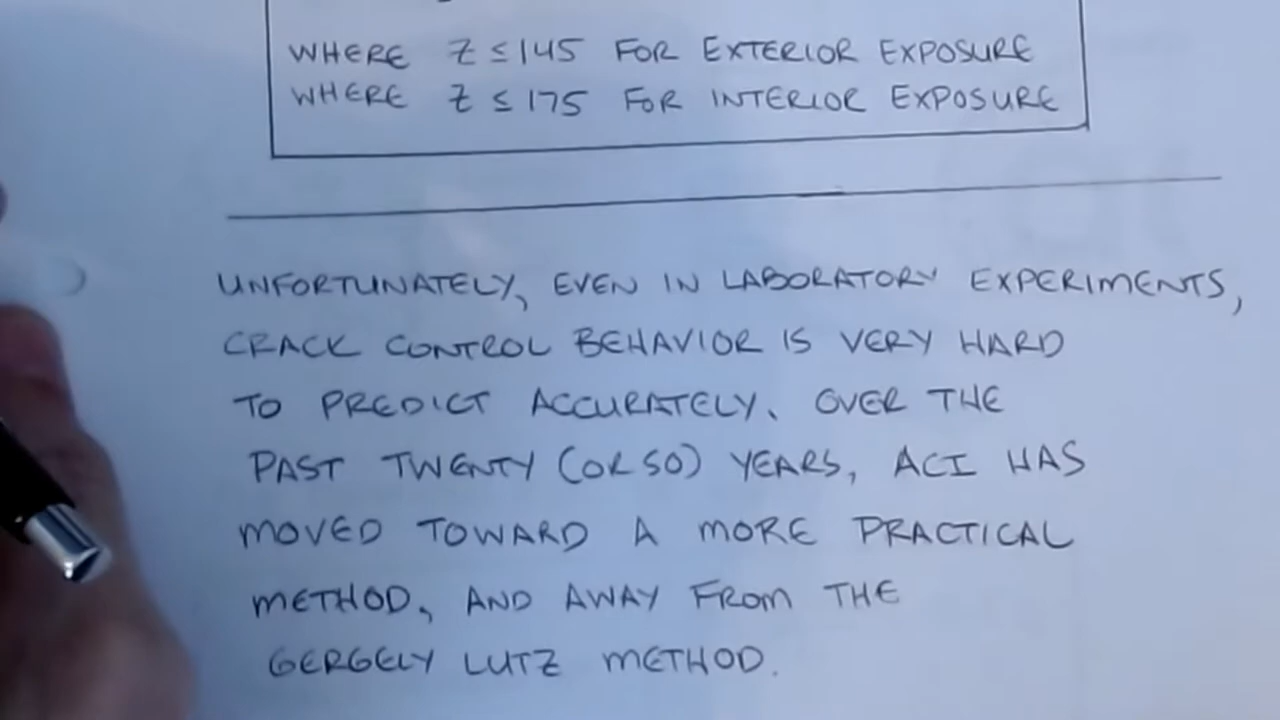 WHERE Z ≤ 145 FOR EXTERIOR EXPOSURE
WHERE Z ≤ 175 FOR INTERIOR EXPOSURE
UNFORTUNATELY, EVEN IN LABORATORY EXPERIMENTS,
CRACK CONTROL BEHAVIOR IS VERY HARD
TO PREDICT ACCURATELY. OVER THE
PAST TWENTY (OR SO) YEARS, ACI HAS
MOVED TOWARD A MORE PRACTICAL
METHOD, AND AWAY FROM THE
GERGELY LUTZ METHOD.